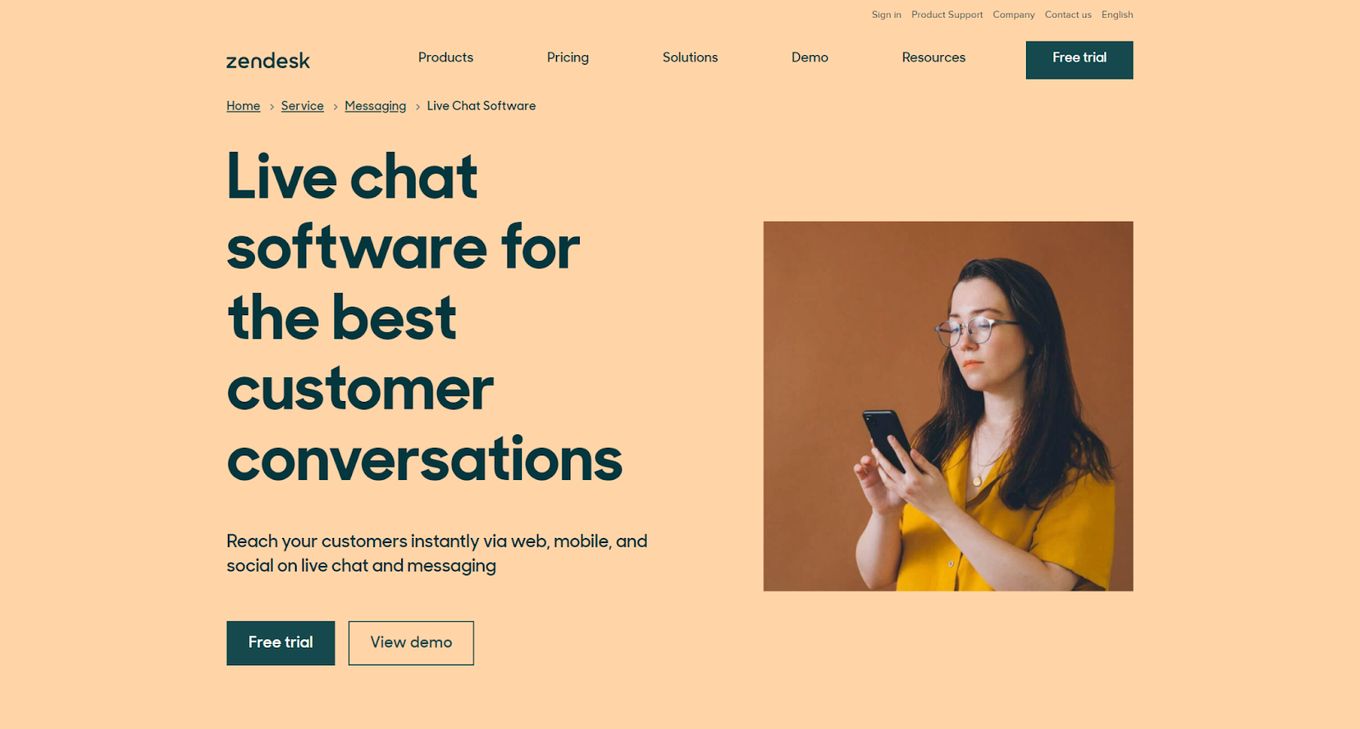 Sign in Product Support Company Contact us English
zendesk Products Pricing Solutions Demo Resources Free trial
Home > Service > Messaging > Live Chat Software
Live chat
software for
the best
customer
conversations
Reach your customers instantly via web, mobile, and
social on live chat and messaging
Free trial View demo